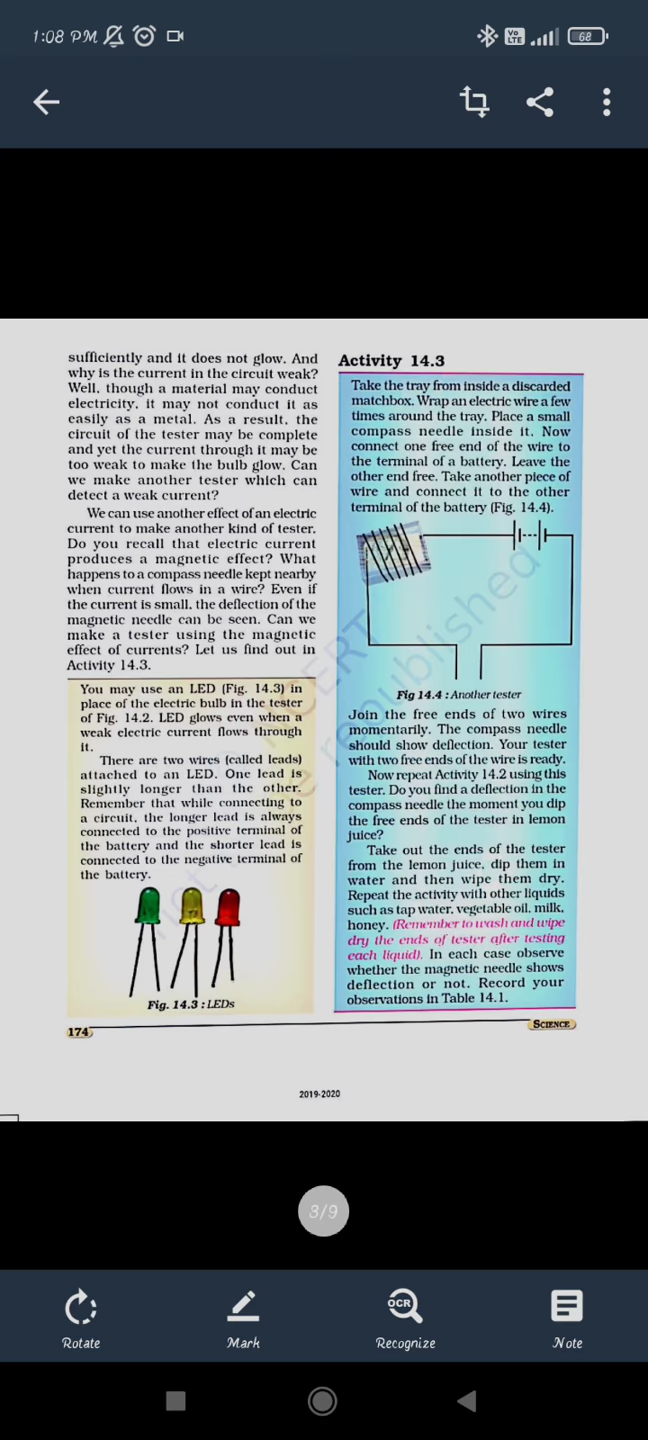 1:08 PM
Vo LTE
68
sufficiently and it does not glow. And
why is the current in the circuit weak?
Well, though a material may conduct
electricity, it may not conduct it as
easily as a metal. As a result, the
circuit of the tester may be complete
and yet the current through it may be
too weak to make the bulb glow. Can
we make another tester which can
detect a weak current?
We can use another effect of an electric
current to make another kind of tester.
Do you recall that electric current
produces a magnetic effect? What
happens to a compass needle kept nearby
when current flows in a wire? Even if
the current is small, the deflection of the
magnetic needle can be seen. Can we
make a tester using the magnetic
effect of currents? Let us find out in
Activity 14.3.
You may use an LED (Fig. 14.3) in
place of the electric bulb in the tester
of Fig. 14.2. LED glows even when a
weak electric current flows through
it.
There are two wires (called leads)
attached to an LED. One lead is
slightly longer than the other.
Remember that while connecting to
a circuit, the longer lead is always
connected to the positive terminal of
the battery and the shorter lead is
connected to the negative terminal of
the battery.
Fig. 14.3 : LEDs
Activity 14.3
Take the tray from inside a discarded
matchbox. Wrap an electric wire a few
times around the tray. Place a small
compass needle inside it. Now
connect one free end of the wire to
the terminal of a battery. Leave the
other end free. Take another piece of
wire and connect it to the other
terminal of the battery (Fig. 14.4).
Fig 14.4 : Another tester
Join the free ends of two wires
momentarily. The compass needle
should show deflection. Your tester
with two free ends of the wire is ready.
Now repeat Activity 14.2 using this
tester. Do you find a deflection in the
compass needle the moment you dip
the free ends of the tester in lemon
juice?
Take out the ends of the tester
from the lemon juice, dip them in
water and then wipe them dry.
Repeat the activity with other liquids
such as tap water, vegetable oil, milk,
honey. (Remember to wash and wipe
dry the ends of tester after testing
each liquid). In each case observe
whether the magnetic needle shows
deflection or not. Record your
observations in Table 14.1.
not
NCERT
be republished
174
SCIENCE
2019-2020
3/9
OCR
Rotate
Mark
Recognize
Note